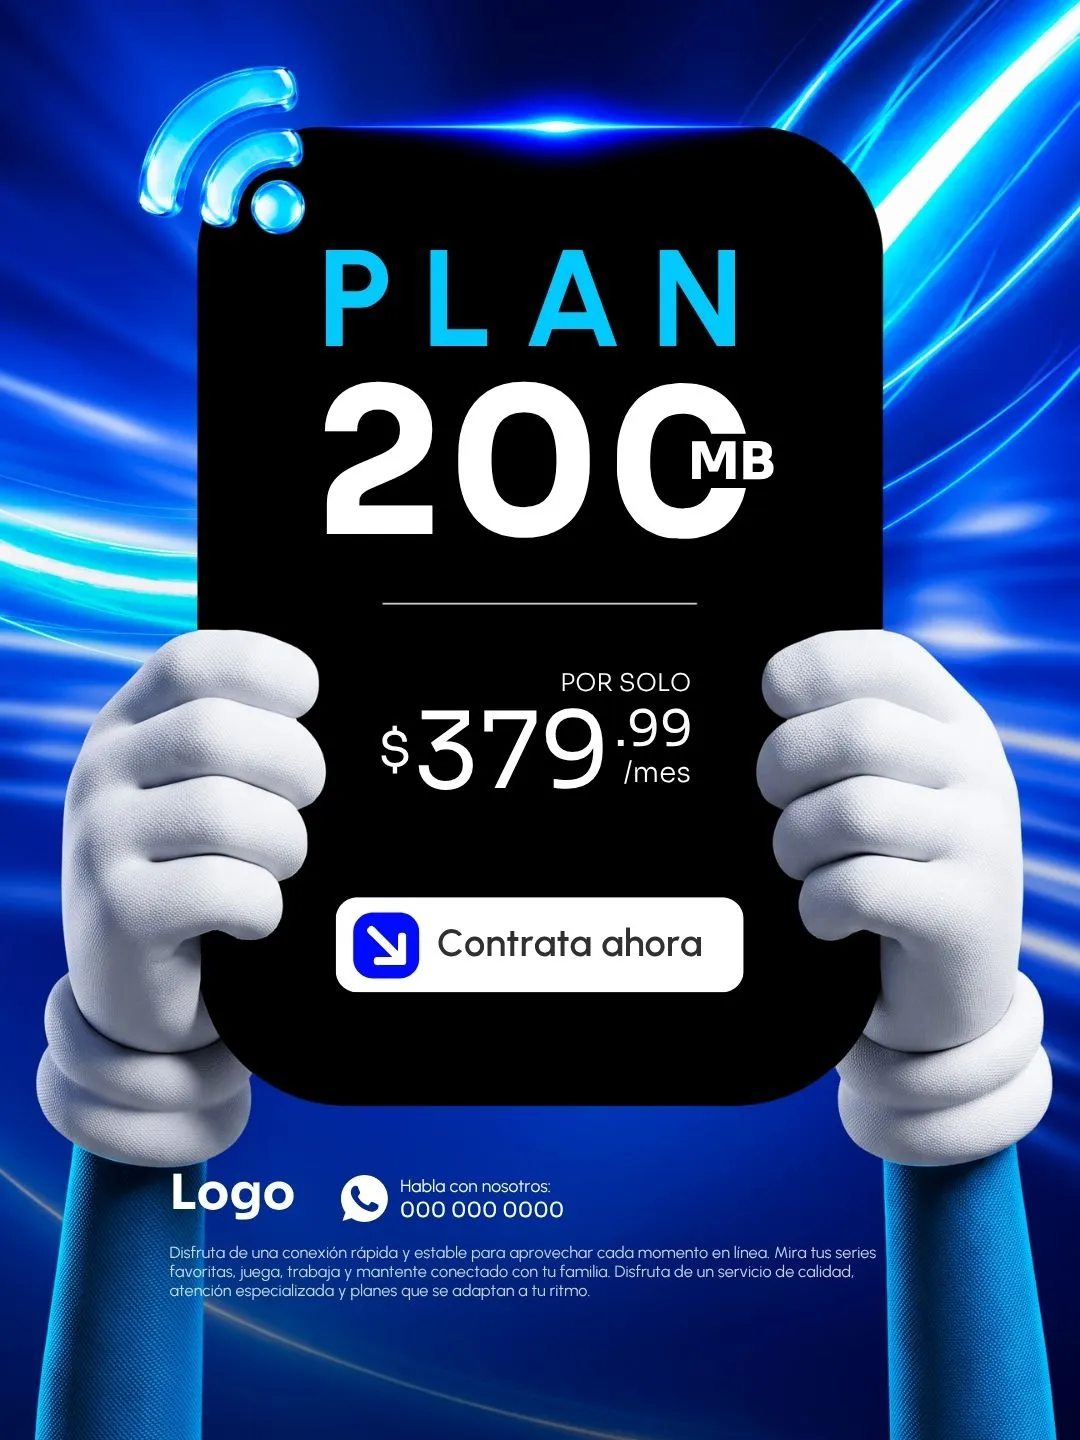 PLAN
200 MB
POR SOLO
$379.99
/mes
Contrata ahora
Logo
Habla con nosotros:
000 000 0000
Disfruta de una conexión rápida y estable para aprovechar cada momento en línea. Mira tus series
favoritas, juega, trabaja y mantente conectado con tu familia. Disfruta de un servicio de calidad,
atención especializada y planes que se adaptan a tu ritmo.